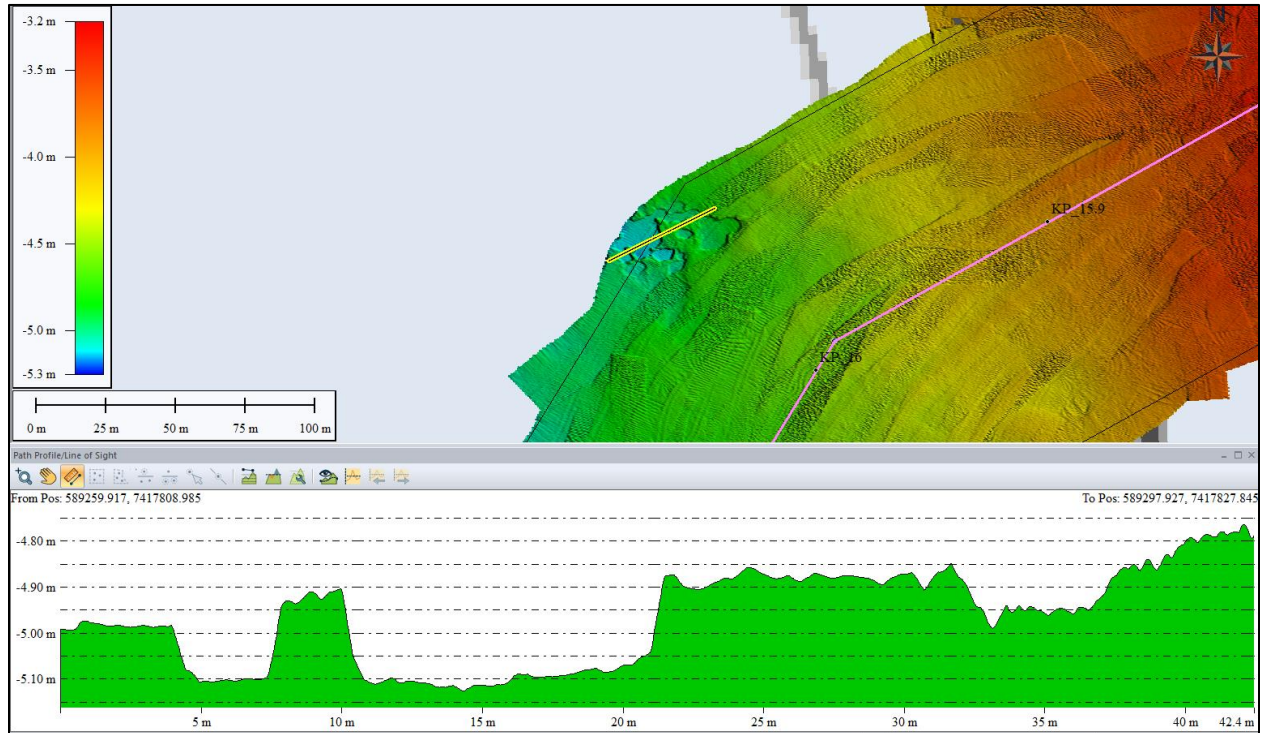 -3.2 m
-3.5 m
-4.0 m
-4.5 m
-5.0 m
-5.3 m
N
KP_15.9
KP_16
0 m 25 m 50 m 75 m 100 m
Path Profile/Line of Sight
From Pos: 589259.917, 7417808.985 To Pos: 589297.927, 7417827.845
-4.80 m
-4.90 m
-5.00 m
-5.10 m
5 m 10 m 15 m 20 m 25 m 30 m 35 m 40 m 42.4 m